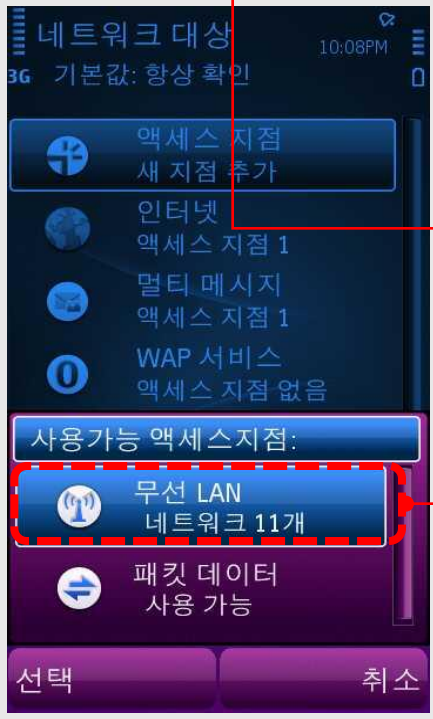 네트워크 대상
10:08PM
3G 기본값: 항상 확인
액세스 지점
새 지점 추가
인터넷
액세스 지점 1
멀티 메시지
액세스 지점 1
WAP 서비스
액세스 지점 없음
사용가능 액세스지점:
무선 LAN
네트워크 11개
패킷 데이터
사용 가능
선택
취소